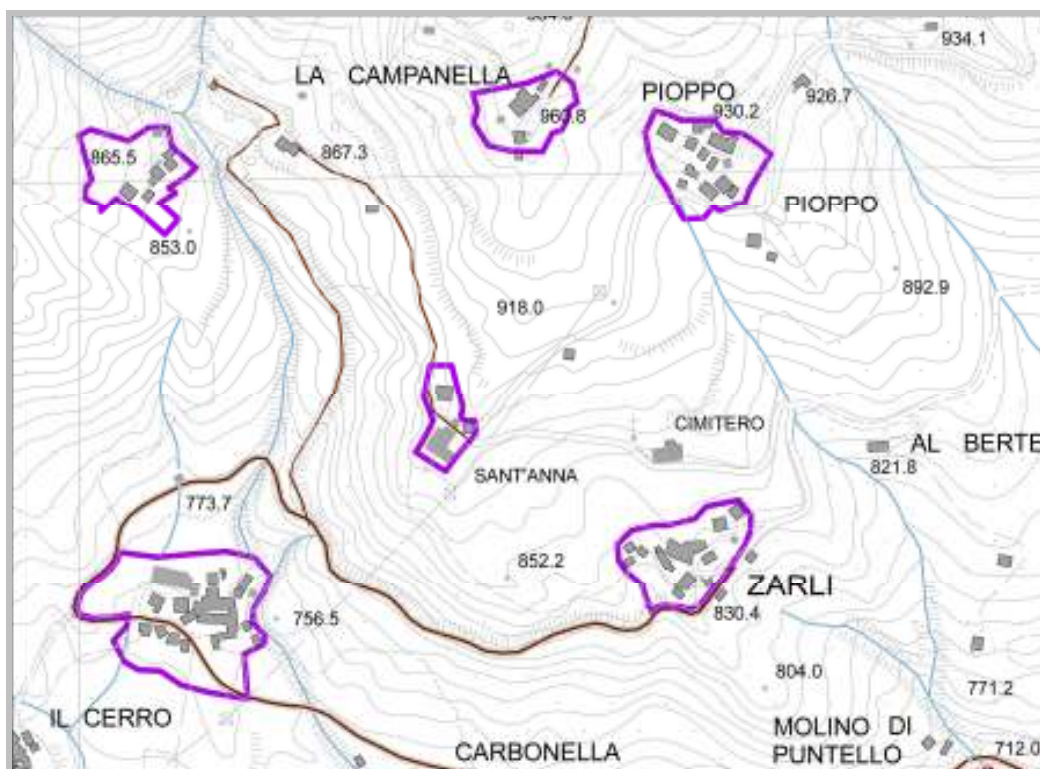 934.1
LA CAMPANELLA
PIOPPO
926.7
930.2
960.8
867.3
865.5
PIOPPO
853.0
892.9
918.0
CIMITERO
AL BERTE
821.8
SANT'ANNA
773.7
852.2
ZARLI
830.4
756.5
804.0
771.2
IL CERRO
MOLINO DI
PUNTELLO
CARBONELLA
712.0